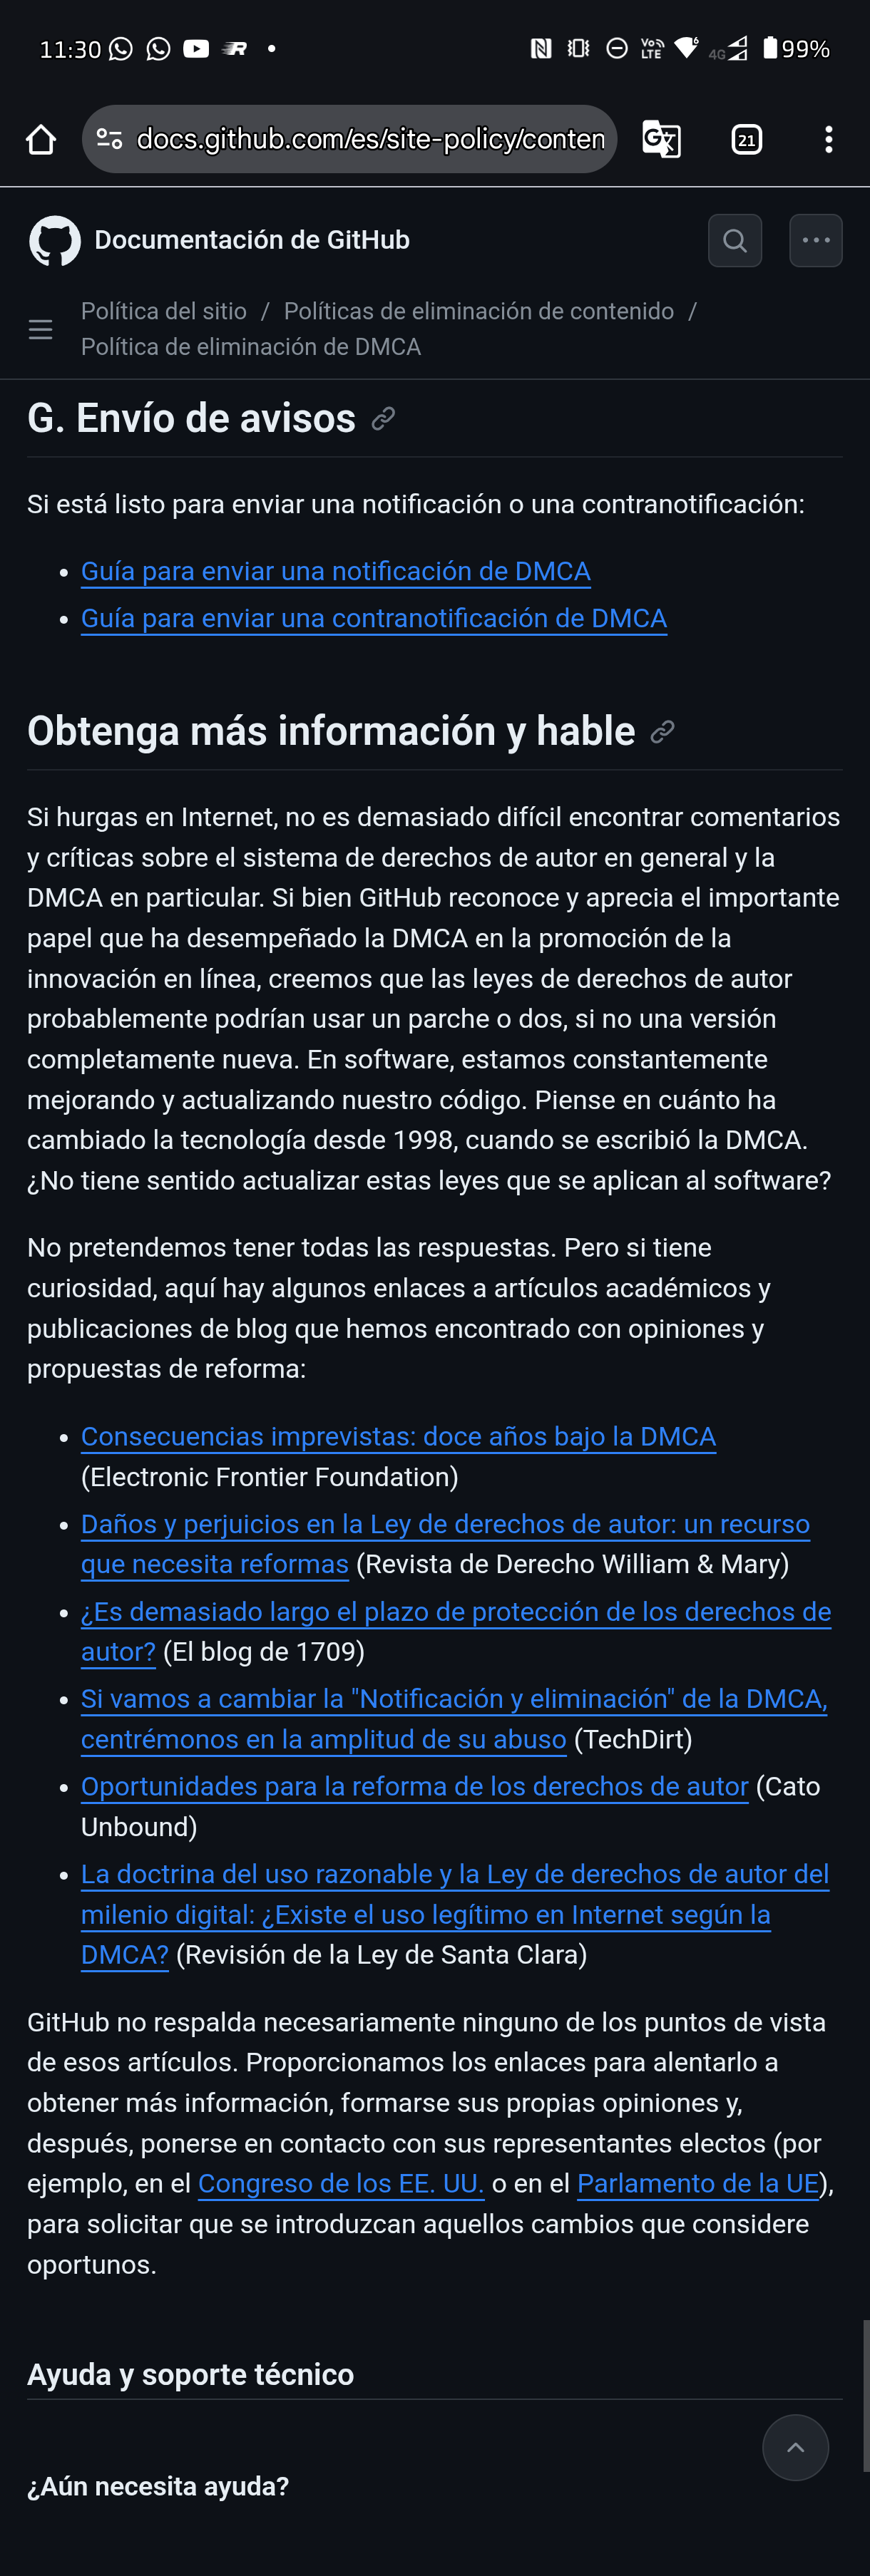 11:30
VoLTE
6
4G
99%
docs.github.com/es/site-policy/conten
21
Documentación de GitHub
Política del sitio / Políticas de eliminación de contenido /
Política de eliminación de DMCA
G. Envío de avisos
Si está listo para enviar una notificación o una contranotificación:
• Guía para enviar una notificación de DMCA
• Guía para enviar una contranotificación de DMCA
Obtenga más información y hable
Si hurgas en Internet, no es demasiado difícil encontrar comentarios
y críticas sobre el sistema de derechos de autor en general y la
DMCA en particular. Si bien GitHub reconoce y aprecia el importante
papel que ha desempeñado la DMCA en la promoción de la
innovación en línea, creemos que las leyes de derechos de autor
probablemente podrían usar un parche o dos, si no una versión
completamente nueva. En software, estamos constantemente
mejorando y actualizando nuestro código. Piense en cuánto ha
cambiado la tecnología desde 1998, cuando se escribió la DMCA.
¿No tiene sentido actualizar estas leyes que se aplican al software?
No pretendemos tener todas las respuestas. Pero si tiene
curiosidad, aquí hay algunos enlaces a artículos académicos y
publicaciones de blog que hemos encontrado con opiniones y
propuestas de reforma:
• Consecuencias imprevistas: doce años bajo la DMCA
(Electronic Frontier Foundation)
• Daños y perjuicios en la Ley de derechos de autor: un recurso
que necesita reformas (Revista de Derecho William & Mary)
• ¿Es demasiado largo el plazo de protección de los derechos de
autor? (El blog de 1709)
• Si vamos a cambiar la "Notificación y eliminación" de la DMCA,
centrémonos en la amplitud de su abuso (TechDirt)
• Oportunidades para la reforma de los derechos de autor (Cato
Unbound)
• La doctrina del uso razonable y la Ley de derechos de autor del
milenio digital: ¿Existe el uso legítimo en Internet según la
DMCA? (Revisión de la Ley de Santa Clara)
GitHub no respalda necesariamente ninguno de los puntos de vista
de esos artículos. Proporcionamos los enlaces para alentarlo a
obtener más información, formarse sus propias opiniones y,
después, ponerse en contacto con sus representantes electos (por
ejemplo, en el Congreso de los EE. UU. o en el Parlamento de la UE),
para solicitar que se introduzcan aquellos cambios que considere
oportunos.
Ayuda y soporte técnico
¿Aún necesita ayuda?